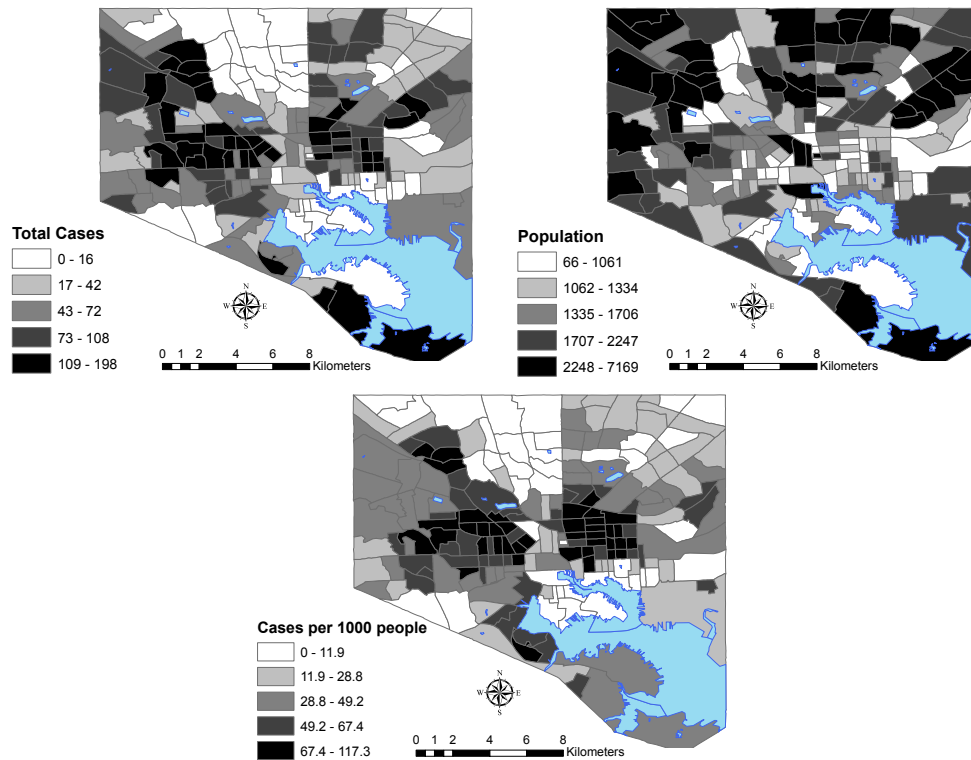 Total Cases
0 - 16
17 - 42
43 - 72
73 - 108
109 - 198
N
W E
S
0 1 2 4 6 8
Kilometers
Population
66 - 1061
1062 - 1334
1335 - 1706
1707 - 2247
2248 - 7169
N
W E
S
0 1 2 4 6 8
Kilometers
Cases per 1000 people
0 - 11.9
11.9 - 28.8
28.8 - 49.2
49.2 - 67.4
67.4 - 117.3
N
W E
S
0 1 2 4 6 8
Kilometers